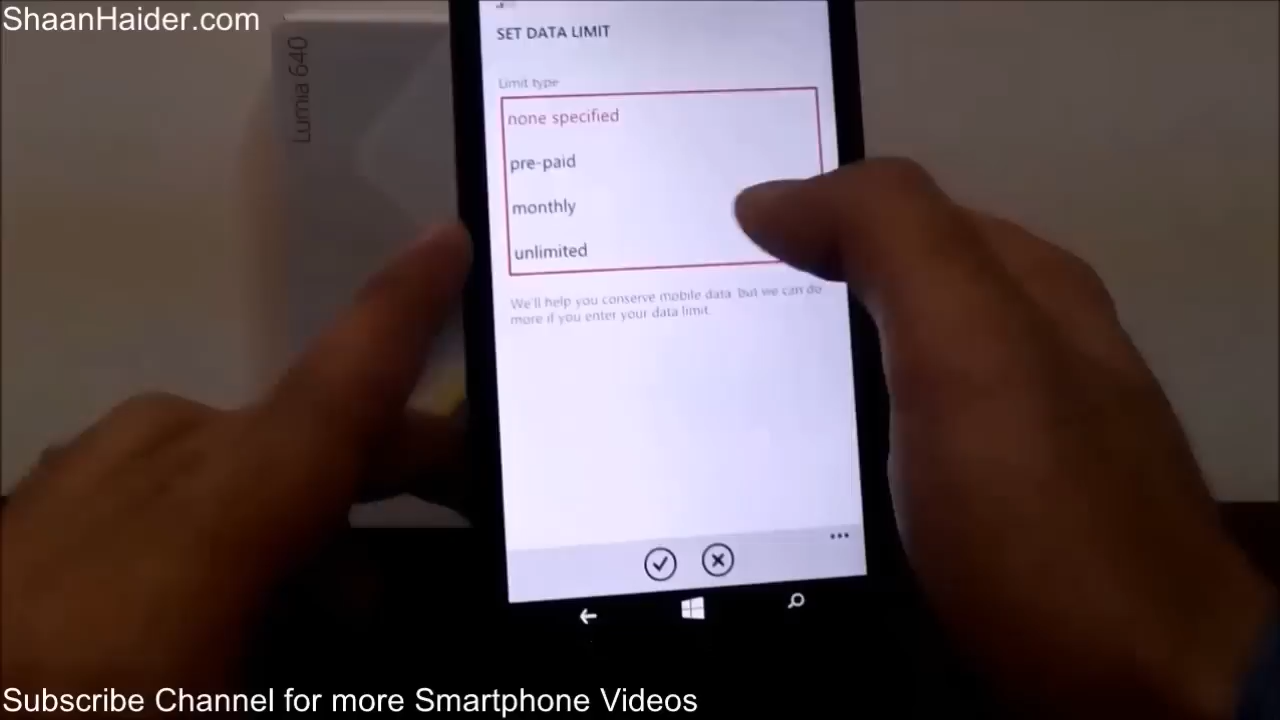 ShaanHaider.com
Lumia 640
SET DATA LIMIT
Limit type
none specified
pre-paid
monthly
unlimited
We'll help you conserve mobile data, but we can do
more if you enter your data limit.
Subscribe Channel for more Smartphone Videos